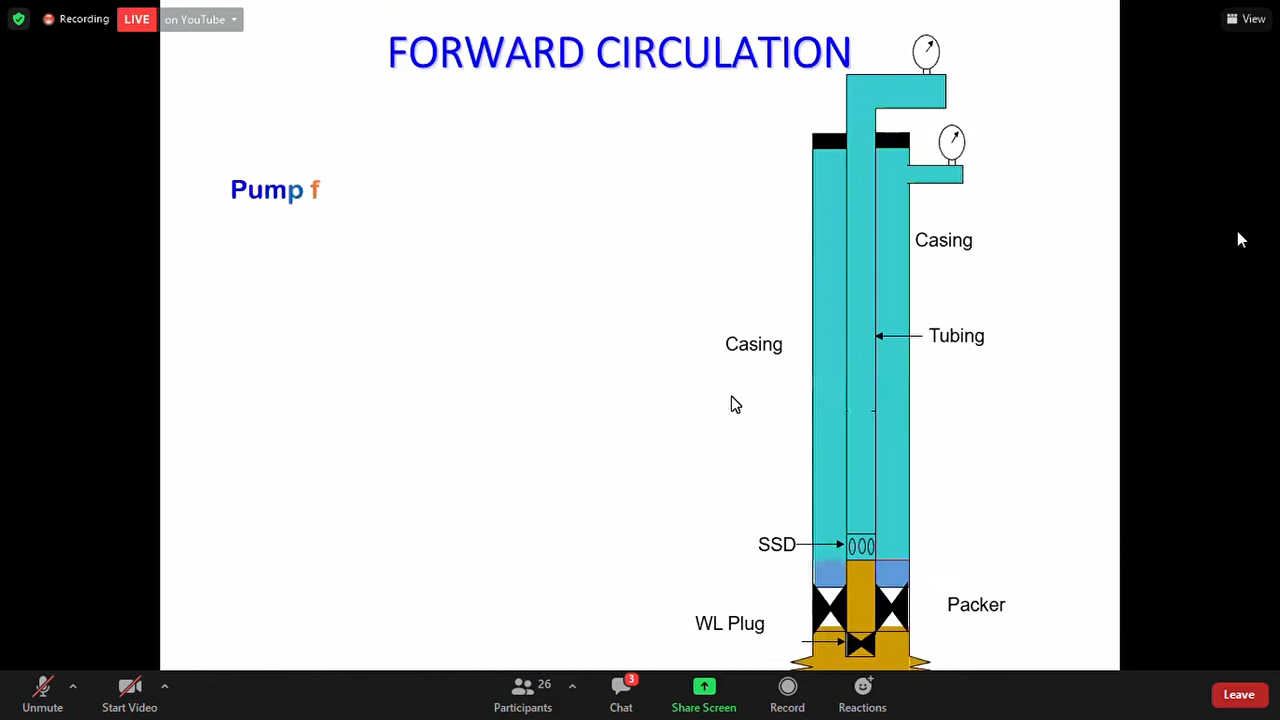 Recording
LIVE
on YouTube
View
FORWARD CIRCULATION
Pump f
Casing
Tubing
Casing
SSD
000
Packer
WL Plug
Unmute
Start Video
26
Participants
3
Chat
Share Screen
Record
Reactions
Leave